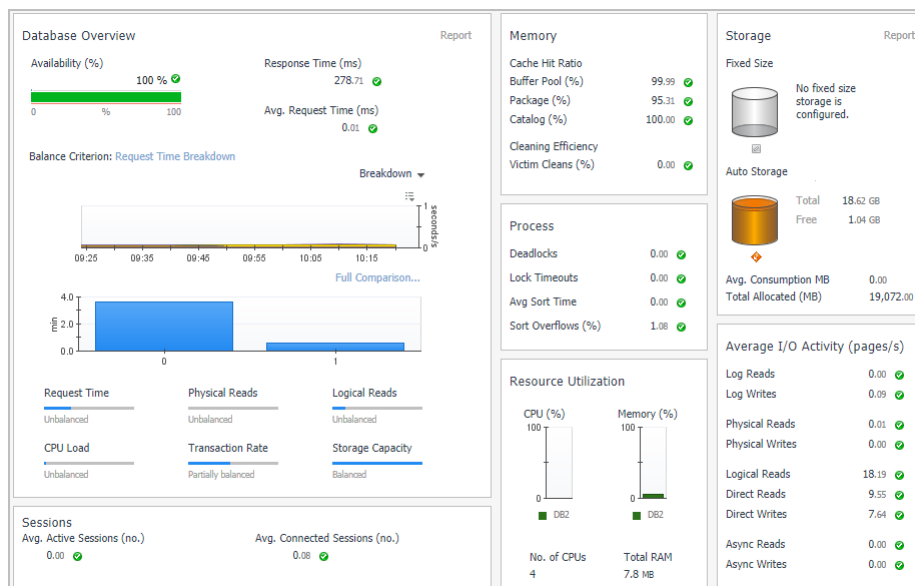 Database Overview
Report
Availability (%)
100 %
0 % 100
Response Time (ms)
278.71
Avg. Request Time (ms)
0.01
Balance Criterion: Request Time Breakdown
Breakdown
1
0
seconds/s
09:25 09:35 09:45 09:55 10:05 10:15
Full Comparison...
4.0
2.0
0.0
min
0 1
Request Time
Unbalanced
Physical Reads
Unbalanced
Logical Reads
Unbalanced
CPU Load
Unbalanced
Transaction Rate
Partially balanced
Storage Capacity
Balanced
Sessions
Avg. Active Sessions (no.)
0.00
Avg. Connected Sessions (no.)
0.08
Memory
Cache Hit Ratio
Buffer Pool (%) 99.99
Package (%) 95.31
Catalog (%) 100.00
Cleaning Efficiency
Victim Cleans (%) 0.00
Process
Deadlocks 0.00
Lock Timeouts 0.00
Avg Sort Time 0.00
Sort Overflows (%) 1.08
Resource Utilization
CPU (%)
100
0
DB2
Memory (%)
100
0
DB2
No. of CPUs
4
Total RAM
7.8 MB
Storage
Report
Fixed Size
No fixed size
storage is
configured.
Auto Storage
Total 18.62 GB
Free 1.04 GB
Avg. Consumption MB 0.00
Total Allocated (MB) 19,072.00
Average I/O Activity (pages/s)
Log Reads 0.00
Log Writes 0.09
Physical Reads 0.01
Physical Writes 0.00
Logical Reads 18.19
Direct Reads 9.55
Direct Writes 7.64
Async Reads 0.00
Async Writes 0.00